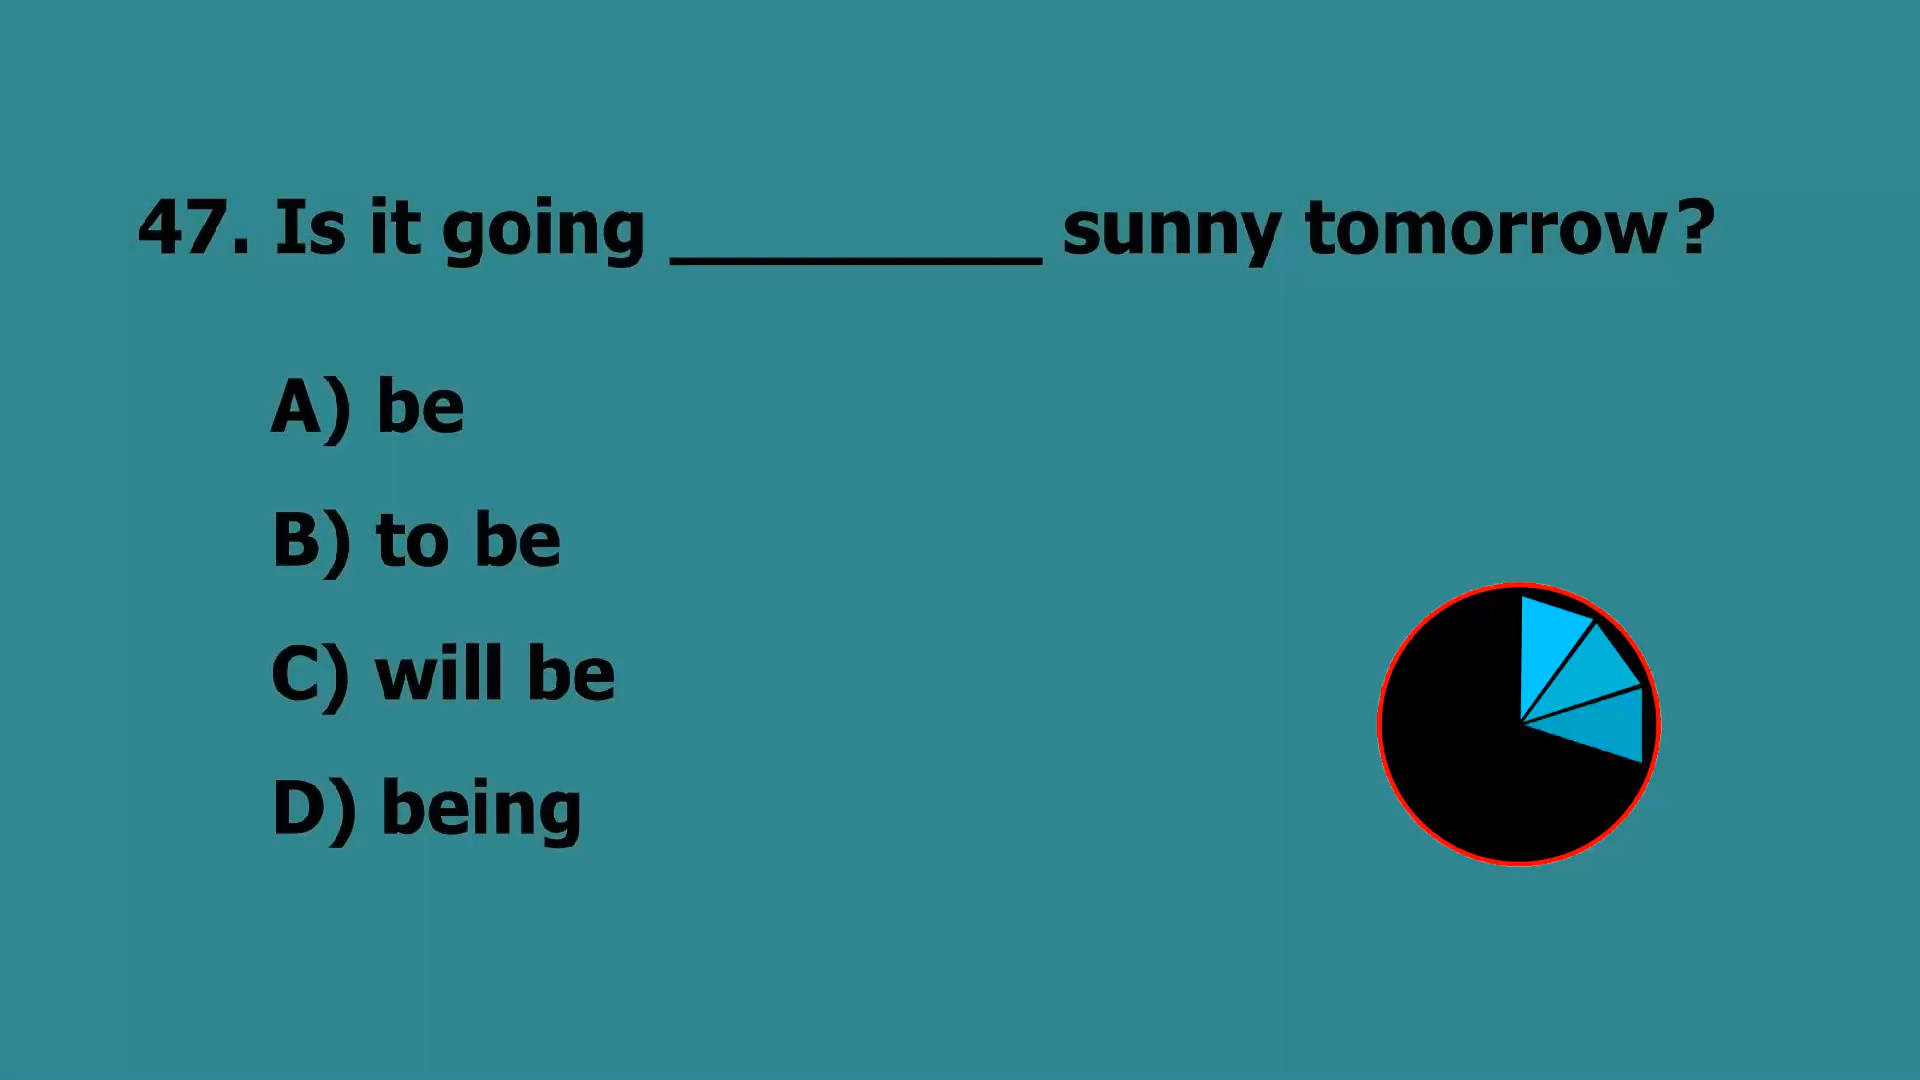 47. Is it going __________ sunny tomorrow?
A) be
B) to be
C) will be
D) being